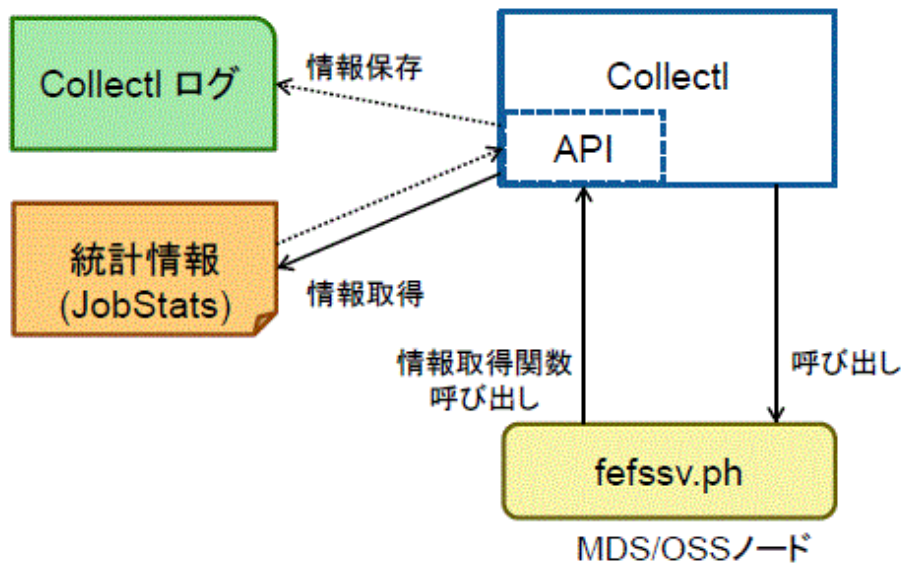 Collectl ログ
情報保存
Collectl
API
統計情報
(JobStats)
情報取得
情報取得関数
呼び出し
呼び出し
fefssv.ph
MDS/OSSノード